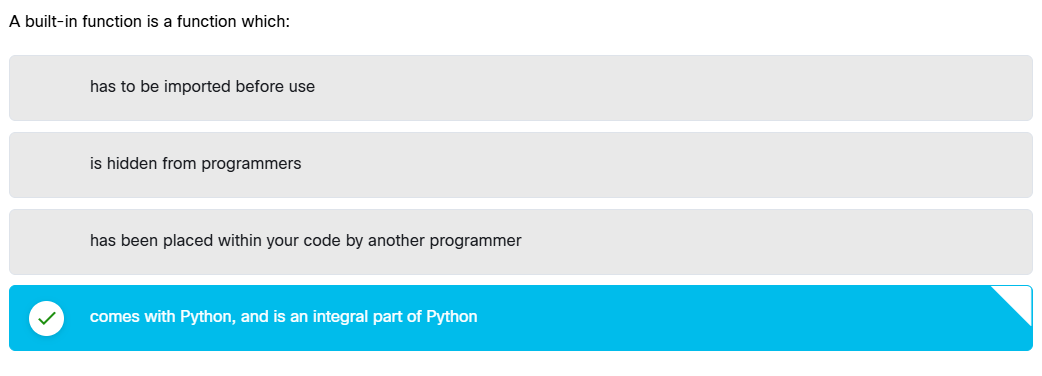 A built-in function is a function which:
has to be imported before use
is hidden from programmers
has been placed within your code by another programmer
comes with Python, and is an integral part of Python